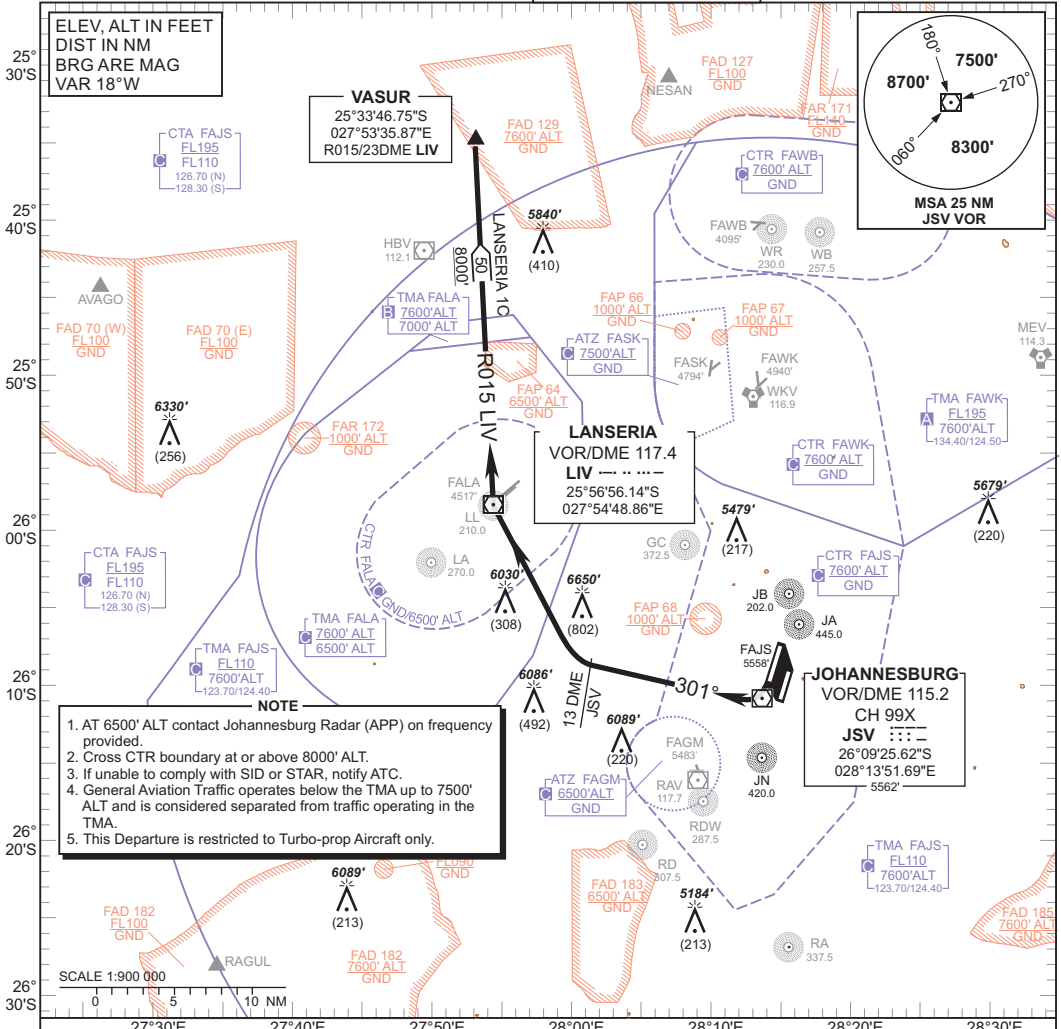 ELEV, ALT IN FEET
DIST IN NM
BRG ARE MAG
VAR 18°W
VASUR
25°33'46.75"S
027°53'35.87"E
R015/23DME LIV
180°
7500'
8700'
270°
060°
8300'
MSA 25 NM
JSV VOR
25°
30'S
25°
40'S
25°
50'S
26°
00'S
26°
10'S
26°
20'S
26°
30'S
CTA FAJS
FL195
FL110
126.70 (N)
128.30 (S)
C
FAD 129
7600' ALT
GND
FAD 127
FL100
GND
NESAN
FAR 171
FL110
GND
CTR FAWB
7600' ALT
GND
C
5840'
(410)
LANSERIA 1C
50
8000'
HBV
112.1
FAWB
4095'
WR
230.0
WB
257.5
AVAGO
FAD 70 (W)
FL100
GND
FAD 70 (E)
FL100
GND
TMA FALA
7600'ALT
7000' ALT
B
FAP 66
1000' ALT
GND
FAP 67
1000' ALT
GND
ATZ FASK
7500'ALT
GND
C
FASK
4794'
FAWK
4940'
WKV
116.9
MEV
114.3
R015 LIV
FAP 64
6500' ALT
GND
TMA FAWK
FL195
7600'ALT
134.40/124.50
A
6330'
(256)
FAR 172
1000' ALT
GND
LANSERIA
VOR/DME 117.4
LIV
25°56'56.14"S
027°54'48.86"E
CTR FAWK
7600' ALT
GND
C
FALA
4517'
LL
210.0
5679'
(220)
5479'
(217)
GC
372.5
LA
270.0
CTR FALA
C
GND/6500' ALT
CTA FAJS
FL195
FL110
126.70 (N)
128.30 (S)
C
CTR FAJS
7600' ALT
GND
C
6030'
(308)
6650'
(802)
JB
202.0
JA
445.0
FAP 68
1000' ALT
GND
TMA FALA
7600' ALT
6500' ALT
C
TMA FAJS
FL110
7600'ALT
123.70/124.40
C
FAJS
5558'
6086'
(492)
13 DME
JSV
301°
JOHANNESBURG
VOR/DME 115.2
CH 99X
JSV
26°09'25.62"S
028°13'51.69"E
5562'
6089'
(220)
FAGM
5483'
RAV
117.7
JN
420.0
RDW
287.5
ATZ FAGM
6500'ALT
GND
C
NOTE
1. AT 6500' ALT contact Johannesburg Radar (APP) on frequency
provided.
2. Cross CTR boundary at or above 8000' ALT.
3. If unable to comply with SID or STAR, notify ATC.
4. General Aviation Traffic operates below the TMA up to 7500'
ALT and is considered separated from traffic operating in the
TMA.
5. This Departure is restricted to Turbo-prop Aircraft only.
FL090
GND
6089'
(213)
RD
307.5
FAD 183
6500' ALT
GND
5184'
(213)
TMA FAJS
FL110
7600'ALT
123.70/124.40
C
FAD 182
FL100
GND
FAD 182
7600' ALT
GND
RAGUL
RA
337.5
FAD 185
7600' ALT
GND
SCALE 1:900 000
0 5 10 NM
27°30'E 27°40'E 27°50'E 28°00'E 28°10'E 28°20'E 28°30'E